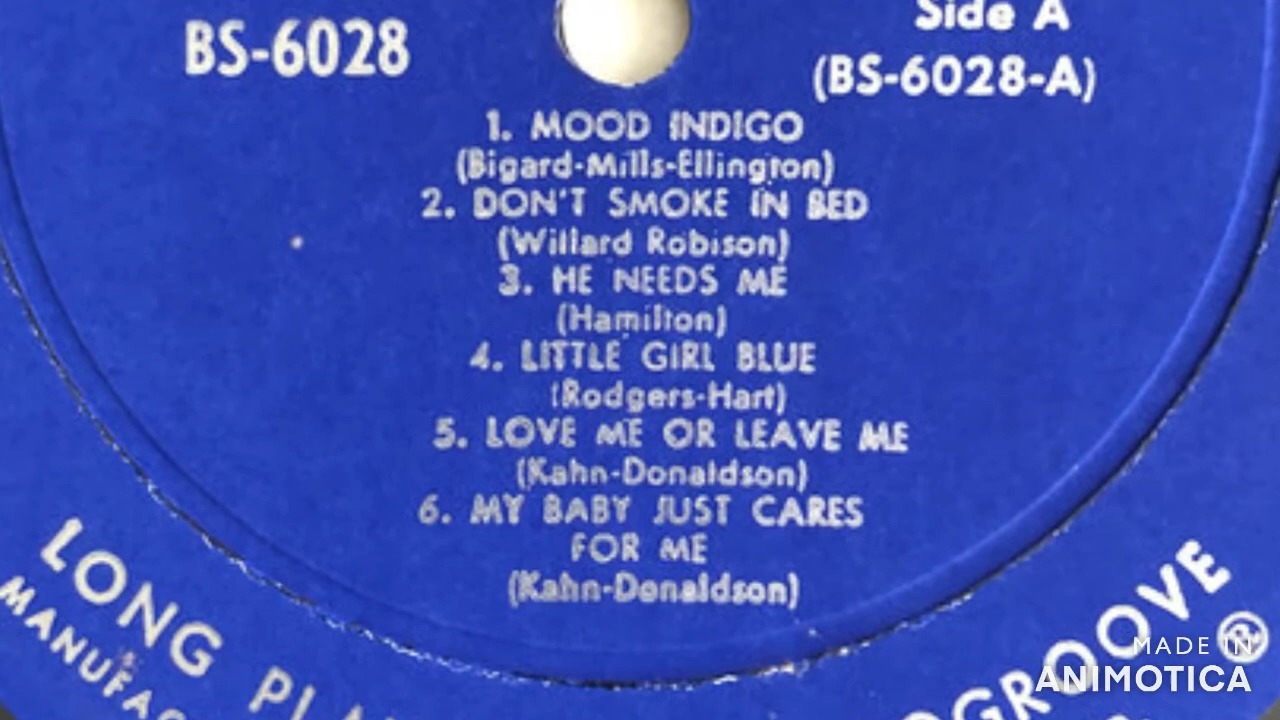 Side A
BS-6028
(BS-6028-A)
1. MOOD INDIGO
(Bigard-Mills-Ellington)
2. DON'T SMOKE IN BED
(Willard Robison)
3. HE NEEDS ME
(Hamilton)
4. LITTLE GIRL BLUE
(Rodgers-Hart)
5. LOVE ME OR LEAVE ME
(Kahn-Donaldson)
6. MY BABY JUST CARES
FOR ME
(Kahn-Donaldson)
LONG PLA
MANUFAC
OGROOVE
®
MADE IN
ANIMOTICA